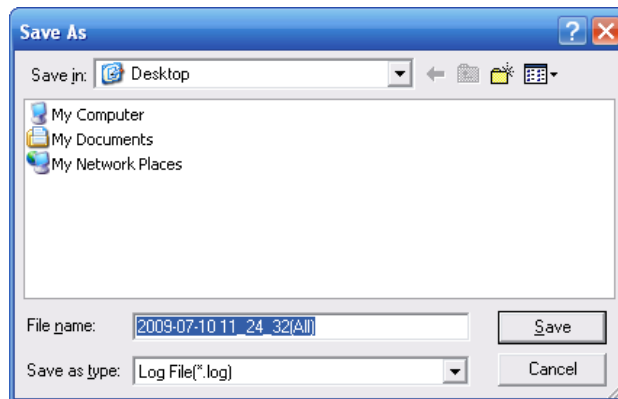 Save As
Save in: Desktop
My Computer
My Documents
My Network Places
File name: 2009-07-10 11_24_32(All) Save
Save as type: Log File(*.log) Cancel